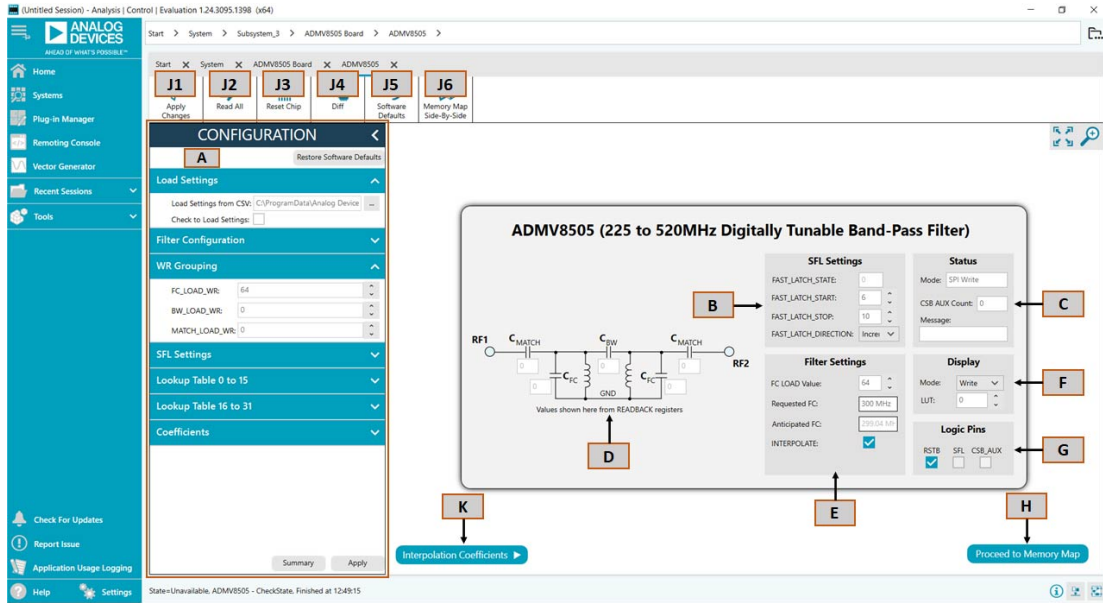 (Untitled Session) - Analysis | Control | Evaluation 1.24.3095.1398 (x64)
ANALOG DEVICES
AHEAD OF WHAT'S POSSIBLE™
Start > System > Subsystem_3 > ADMV8505 Board > ADMV8505 >
Home
Systems
Plug-in Manager
Remoting Console
Vector Generator
Recent Sessions
Tools
Check For Updates
Report Issue
Application Usage Logging
Help Settings
Start X System X ADMV8505 Board X ADMV8505 X
J1 J2 J3 J4 J5 J6
Apply Changes
Read All
Reset Chip
Diff
Software Defaults
Memory Map Side-By-Side
CONFIGURATION
A
Restore Software Defaults
Load Settings
Load Settings from CSV: C:\ProgramData\Analog Device ...
Check to Load Settings:
Filter Configuration
WR Grouping
FC_LOAD_WR: 64
BW_LOAD_WR: 0
MATCH_LOAD_WR: 0
SFL Settings
Lookup Table 0 to 15
Lookup Table 16 to 31
Coefficients
Summary Apply
ADMV8505 (225 to 520MHz Digitally Tunable Band-Pass Filter)
RF1 CMATCH CBW CMATCH RF2
0 0 0
CFC CFC
0 0
GND
Values shown here from READBACK registers
D
B
SFL Settings
FAST_LATCH_STATE: 0
FAST_LATCH_START: 6
FAST_LATCH_STOP: 10
FAST_LATCH_DIRECTION: Increi
Filter Settings
FC LOAD Value: 64
Requested FC: 300 MHz
Anticipated FC: 299.04 MH
INTERPOLATE:
E
Status
Mode: SPI Write
CSB AUX Count: 0
Message:
C
Display
Mode: Write
LUT: 0
F
Logic Pins
RSTB SFL CSB_AUX
G
K
Interpolation Coefficients
H
Proceed to Memory Map
State=Unavailable, ADMV8505 - CheckState, Finished at 12:49:15